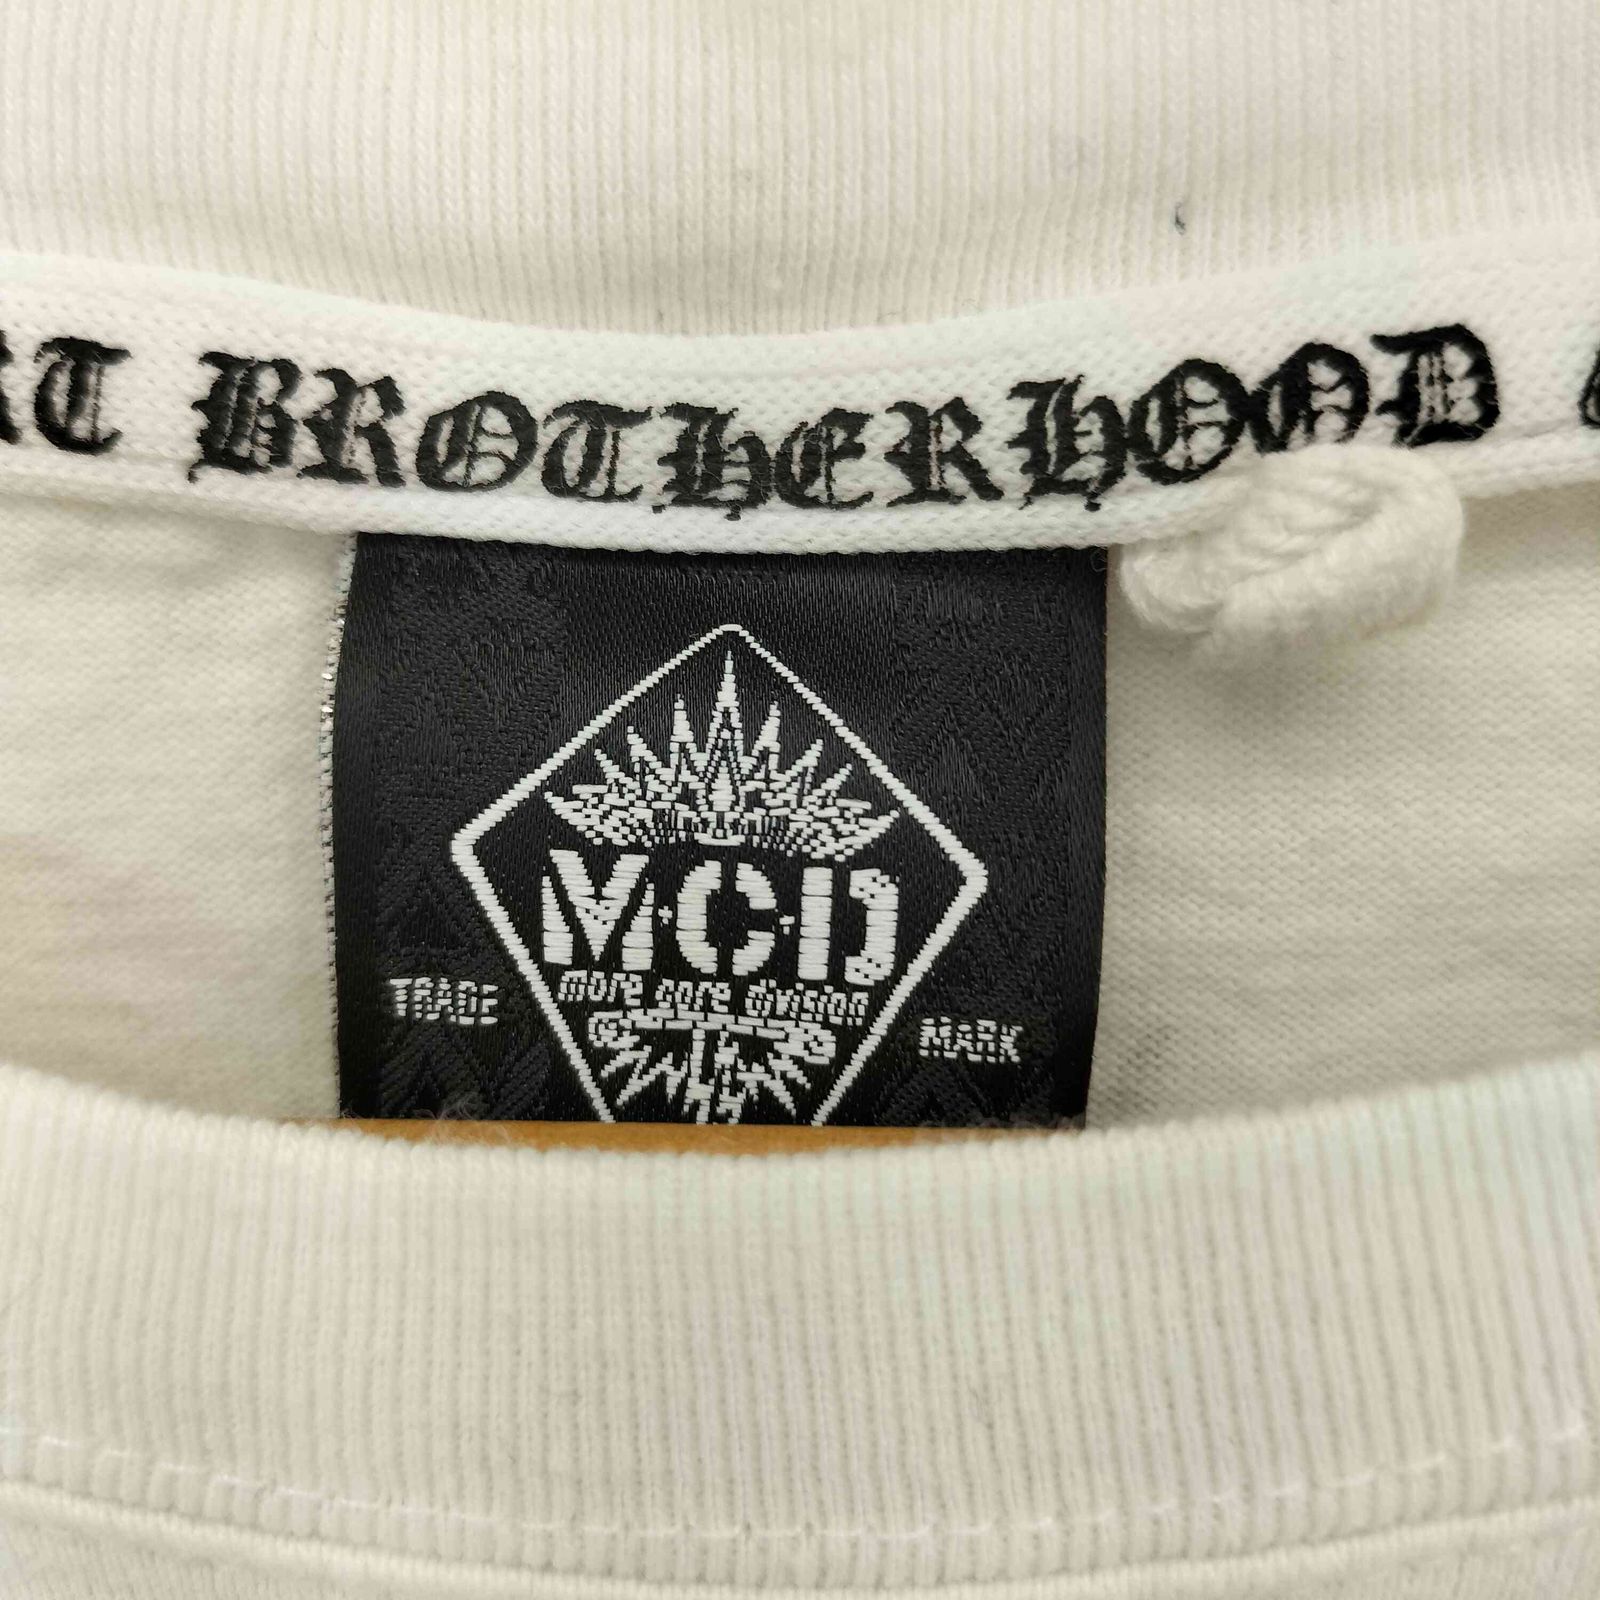 BROTHERHOOD
M·C·D
more core division
TRADE MARK